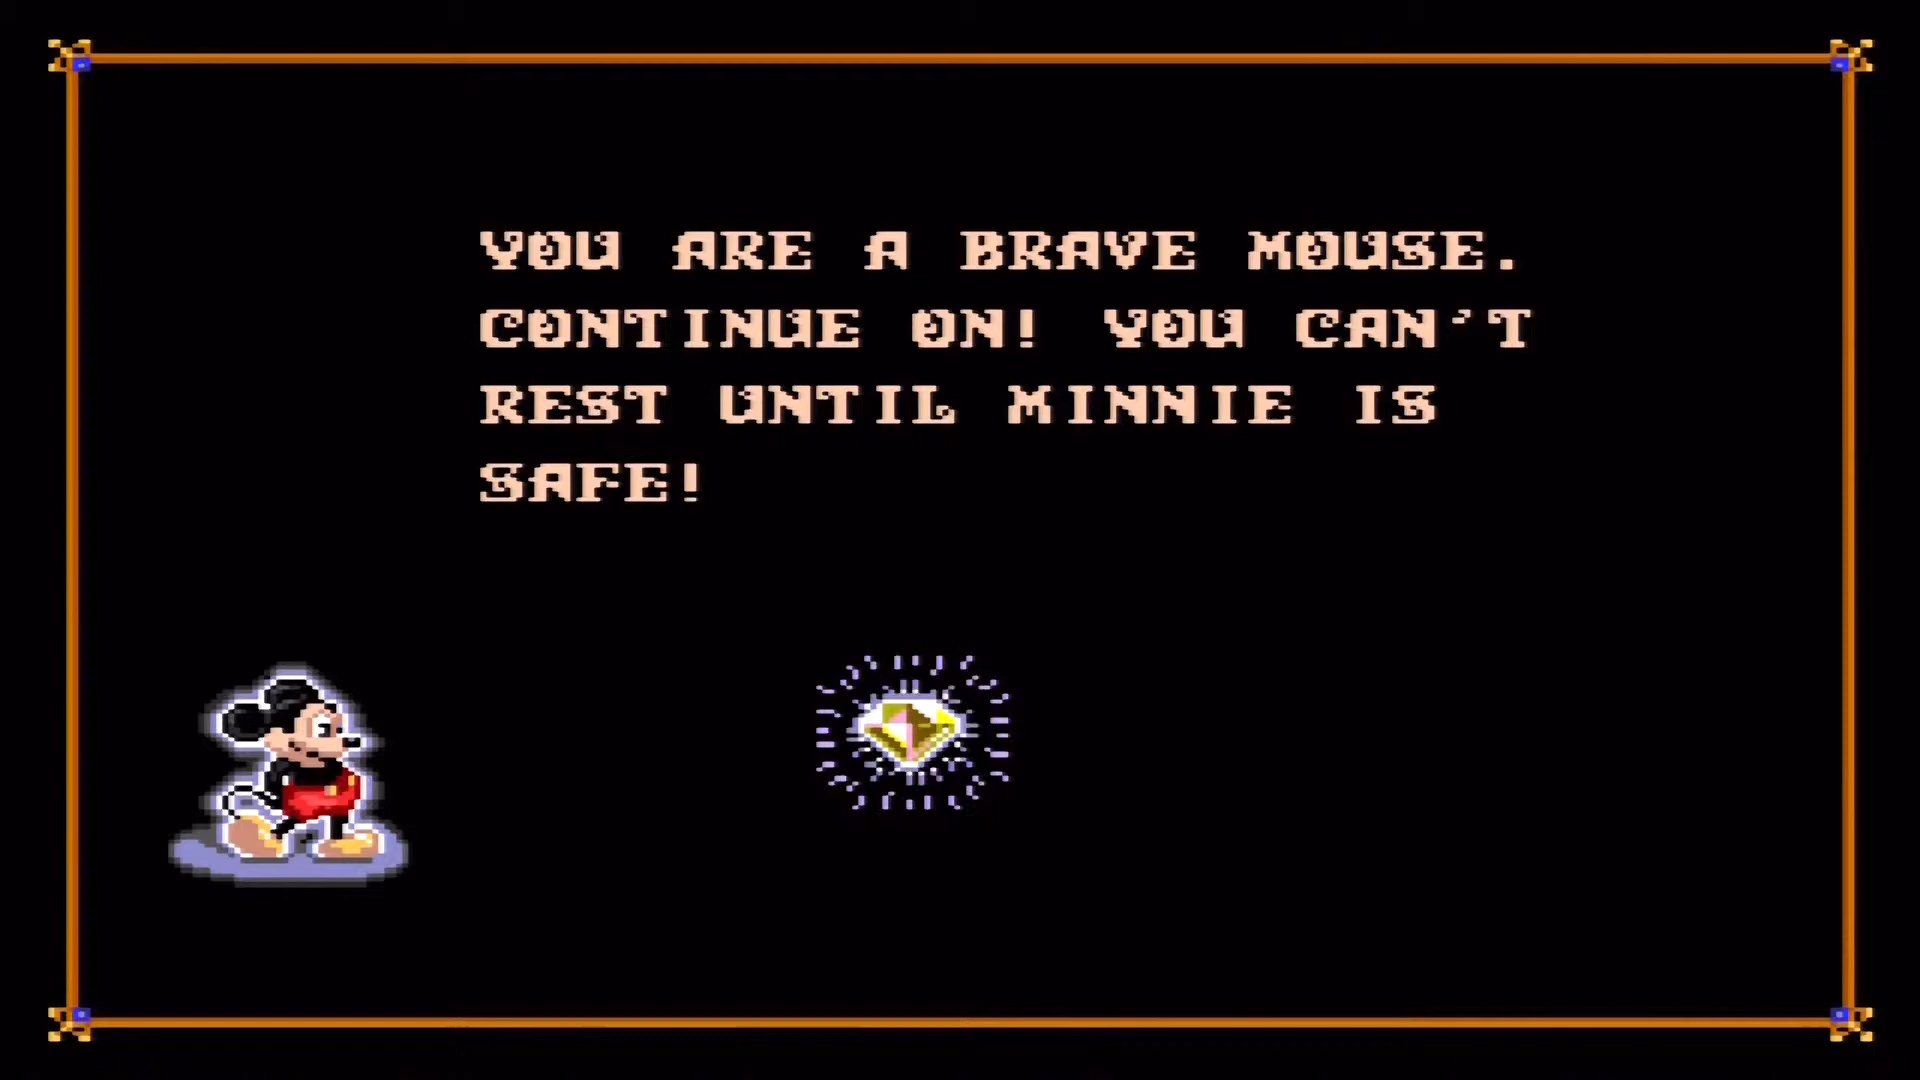 YOU ARE A BRAVE MOUSE.
CONTINUE ON! YOU CAN'T
REST UNTIL MINNIE IS
SAFE!